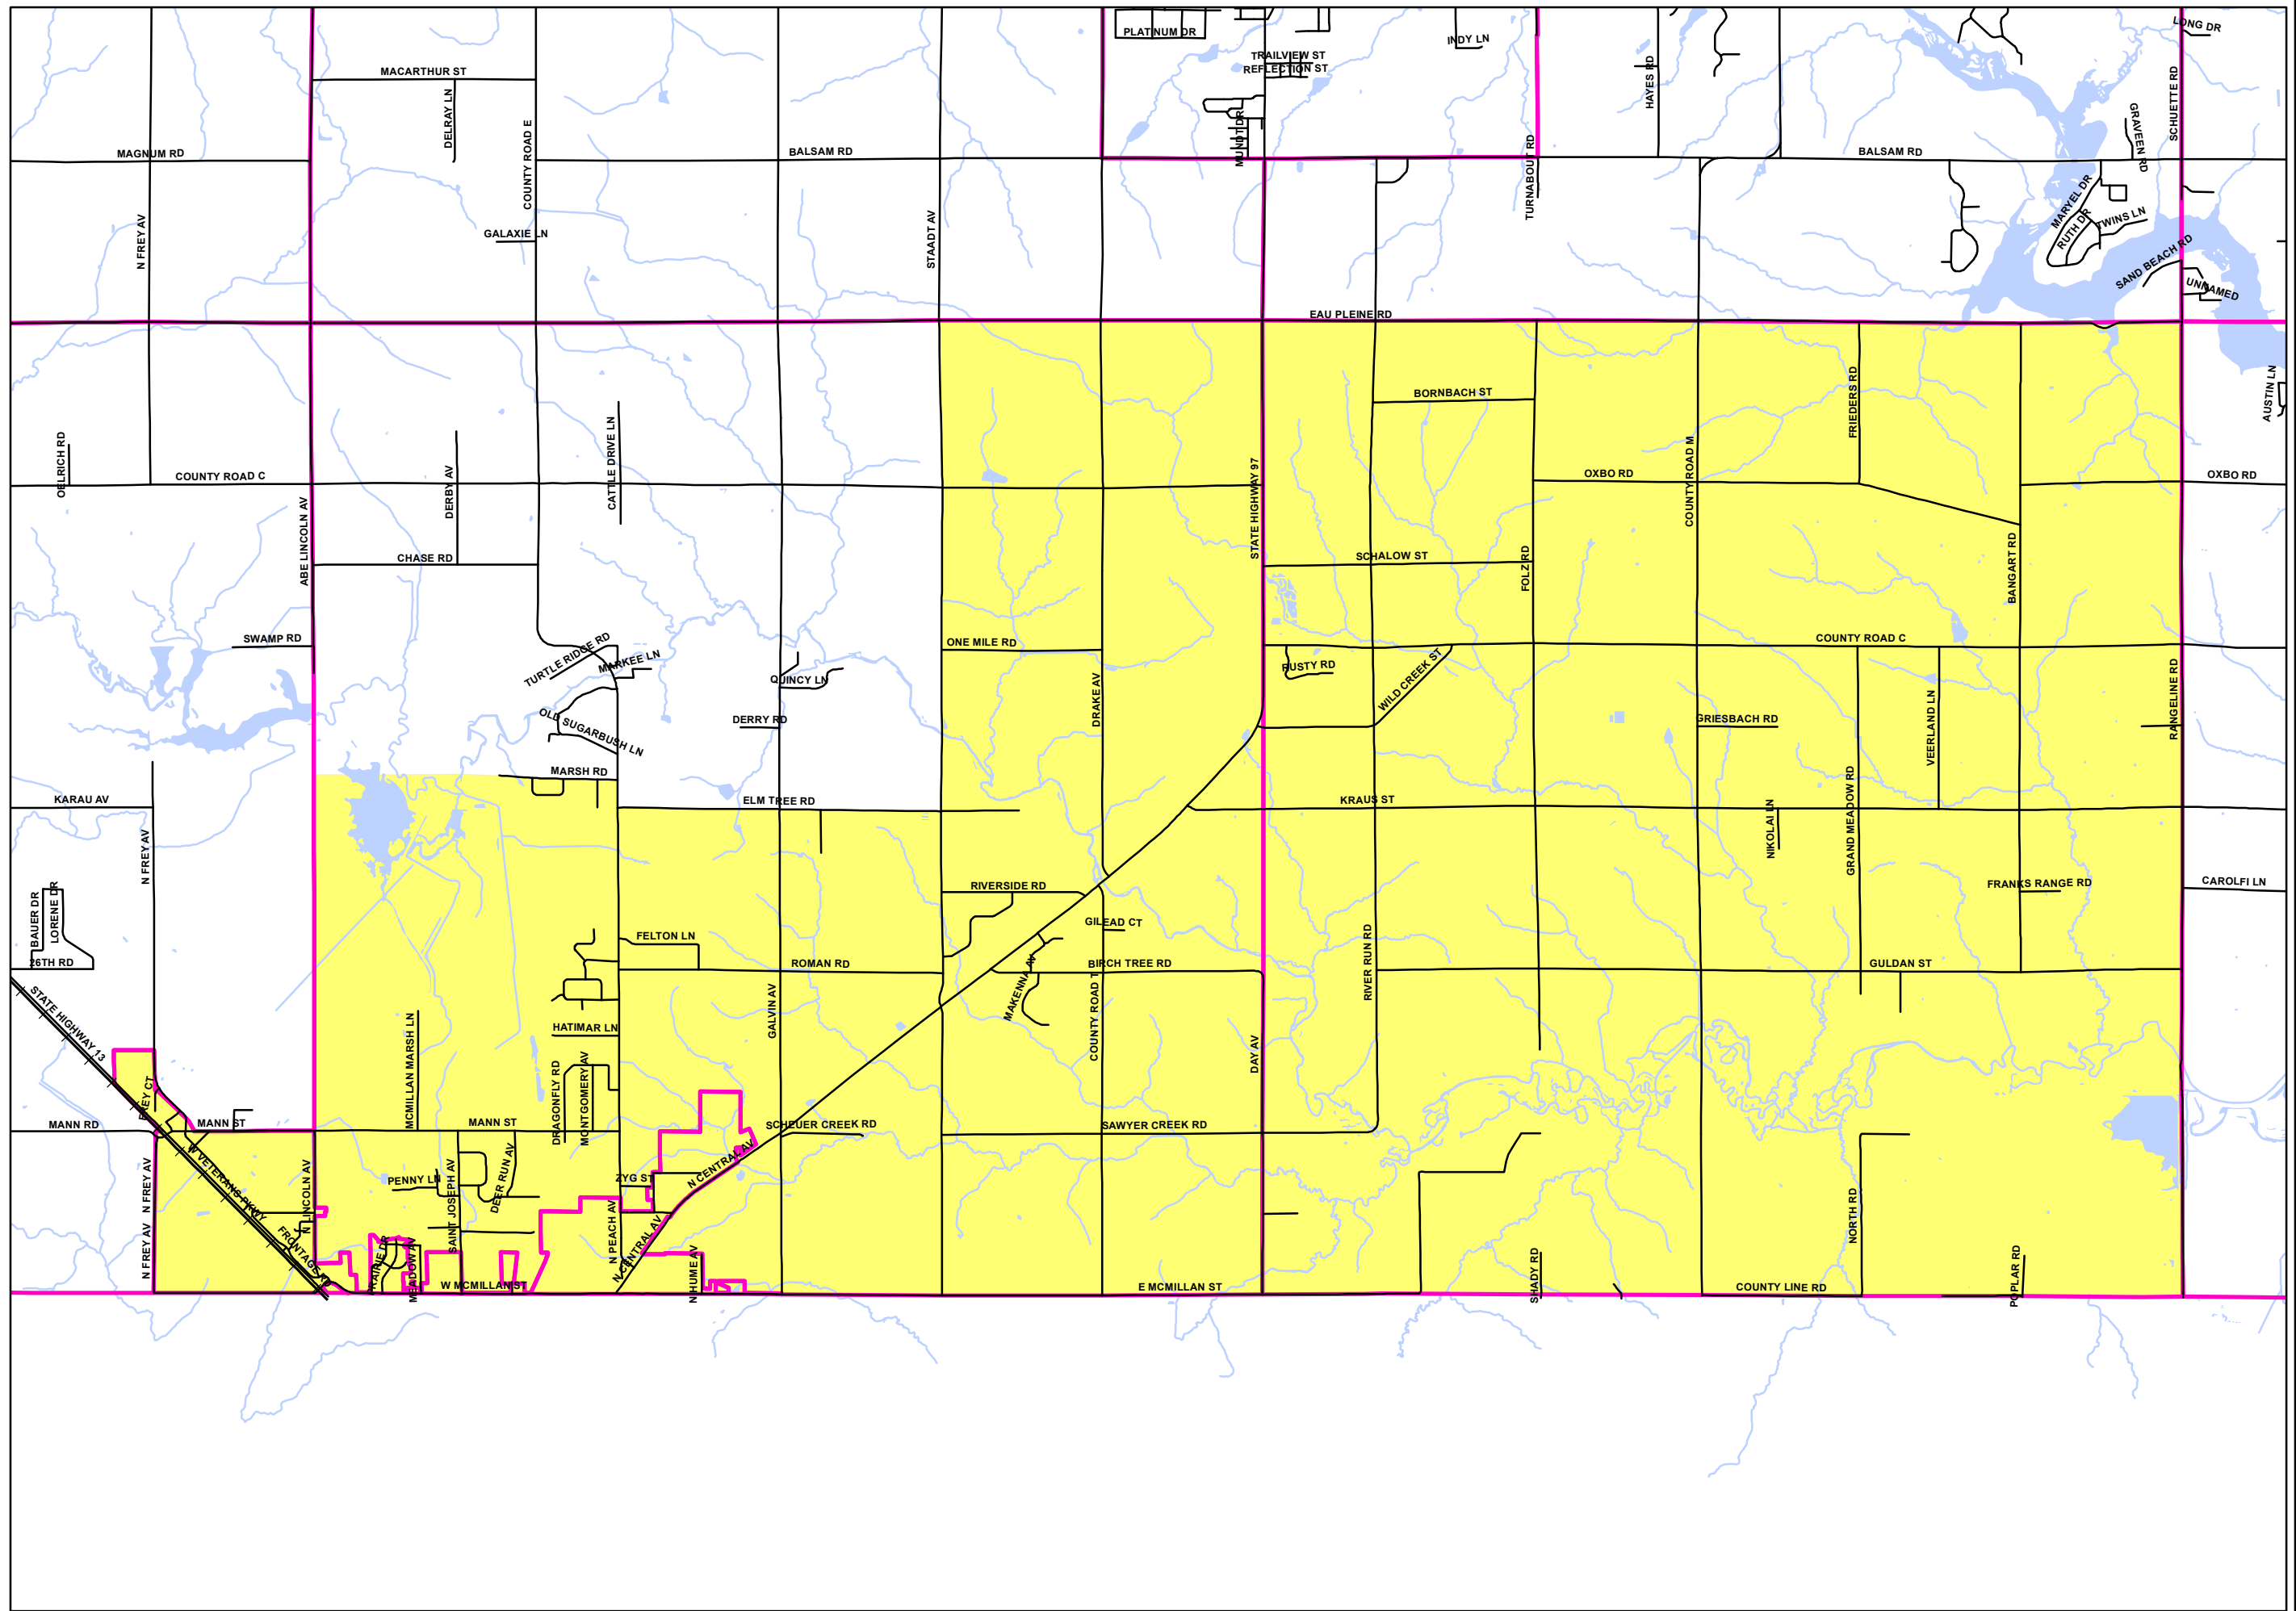 LONG DR
PLATINUM DR
INDY LN
TRAILVIEW ST
REFLECTION ST
MACARTHUR ST
HAYES RD
SCHUETTE RD
DELRAY LN
COUNTY ROAD E
MUNDT DR
GRAVEEN RD
MAGNUM RD
BALSAM RD
BALSAM RD
TURNABOUT RD
N FREY AV
GALAXIE LN
STAADT AV
MARYEL DR
RUTH DR
TWINS LN
SAND BEACH RD
UNNAMED
EAU PLEINE RD
BORNBACH ST
FRIEDERS RD
AUSTIN LN
OELRICH RD
COUNTY ROAD C
DERBY AV
CATTLE DRIVE LN
STATE HIGHWAY 97
COUNTY ROAD M
OXBO RD
OXBO RD
ABE LINCOLN AV
CHASE RD
SCHALOW ST
FOLZ RD
BANGART RD
SWAMP RD
TURTLE RIDGE RD
MARKEE LN
ONE MILE RD
COUNTY ROAD C
RUSTY RD
WILD CREEK ST
QUINCY LN
DRAKE AV
RANGELINE RD
OLD SUGARBUSH LN
DERRY RD
GRIESBACH RD
VEERLAND LN
MARSH RD
KARAU AV
ELM TREE RD
KRAUS ST
NIKOLAI LN
GRAND MEADOW RD
N FREY AV
BAUER DR
LORENE DR
RIVERSIDE RD
FRANKS RANGE RD
CAROLFI LN
GILEAD CT
FELTON LN
26TH RD
ROMAN RD
BIRCH TREE RD
RIVER RUN RD
GULDAN ST
STATE HIGHWAY 13
MAKENNA AV
GALVIN AV
COUNTY ROAD T
MCMILLAN MARSH LN
HATIMAR LN
DAY AV
DRAGONFLY RD
MONTGOMERY AV
FREY CT
MANN RD
MANN ST
MANN ST
SCHEUER CREEK RD
SAWYER CREEK RD
W VETERANS PKWY
N FREY AV
N LINCOLN AV
PENNY LN
SAINT JOSEPH AV
DEER RUN AV
ZYG ST
N CENTRAL AV
NORTH RD
N FREY AV
FRONTAGE RD
PRAIRIE DR
MEADOW AV
N PEACH AV
N CENTRAL AV
N HUME AV
W MCMILLAN ST
E MCMILLAN ST
SHADY RD
COUNTY LINE RD
POPLAR RD